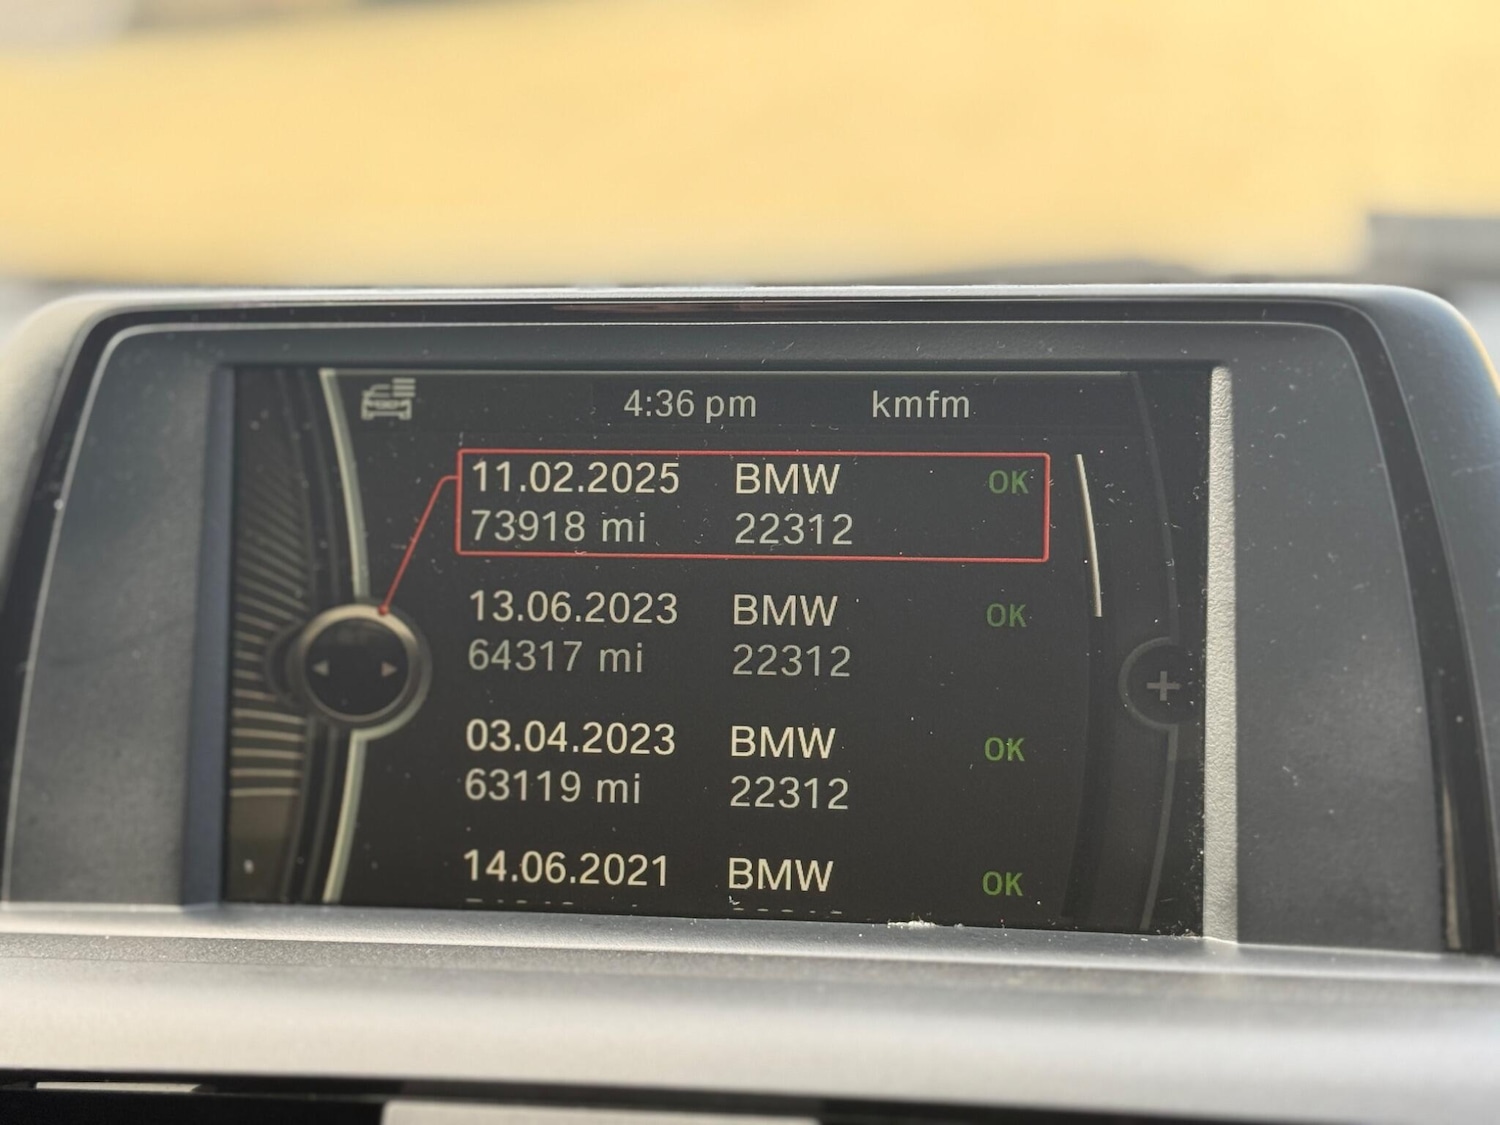 4:36 pm kmfm
11.02.2025 BMW OK
73918 mi 22312
13.06.2023 BMW OK
64317 mi 22312
03.04.2023 BMW OK
63119 mi 22312
14.06.2021 BMW OK